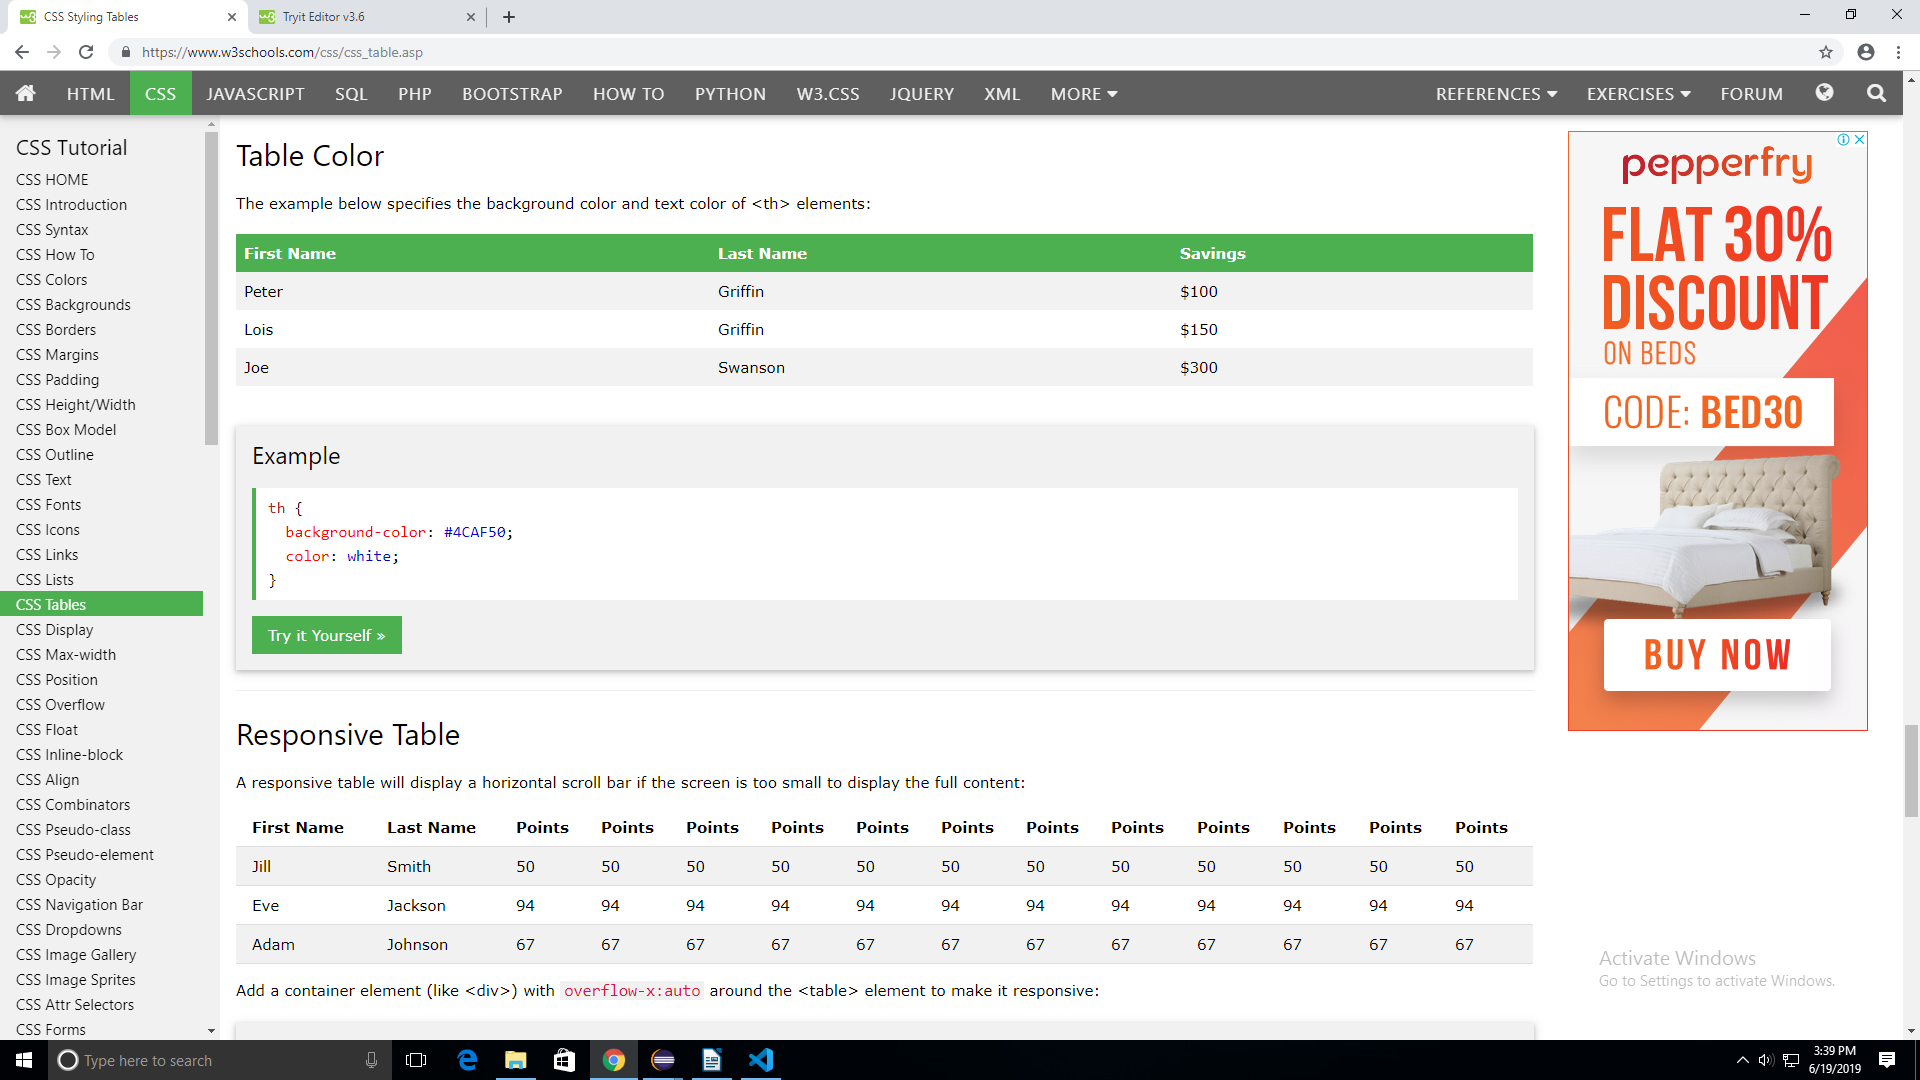 CSS Styling Tables
Tryit Editor v3.6
https://www.w3schools.com/css/css_table.asp
HTML CSS JAVASCRIPT SQL PHP BOOTSTRAP HOW TO PYTHON W3.CSS JQUERY XML MORE REFERENCES EXERCISES FORUM
CSS Tutorial
CSS HOME
CSS Introduction
CSS Syntax
CSS How To
CSS Colors
CSS Backgrounds
CSS Borders
CSS Margins
CSS Padding
CSS Height/Width
CSS Box Model
CSS Outline
CSS Text
CSS Fonts
CSS Icons
CSS Links
CSS Lists
CSS Tables
CSS Display
CSS Max-width
CSS Position
CSS Overflow
CSS Float
CSS Inline-block
CSS Align
CSS Combinators
CSS Pseudo-class
CSS Pseudo-element
CSS Opacity
CSS Navigation Bar
CSS Dropdowns
CSS Image Gallery
CSS Image Sprites
CSS Attr Selectors
CSS Forms
Table Color
The example below specifies the background color and text color of <th> elements:
First Name Last Name Savings
Peter Griffin $100
Lois Griffin $150
Joe Swanson $300
Example
th {
background-color: #4CAF50;
color: white;
}
Try it Yourself »
Responsive Table
A responsive table will display a horizontal scroll bar if the screen is too small to display the full content:
First Name Last Name Points Points Points Points Points Points Points Points Points Points Points Points
Jill Smith 50 50 50 50 50 50 50 50 50 50 50 50
Eve Jackson 94 94 94 94 94 94 94 94 94 94 94 94
Adam Johnson 67 67 67 67 67 67 67 67 67 67 67 67
Add a container element (like <div>) with overflow-x:auto around the <table> element to make it responsive:
pepperfry
FLAT 30%
DISCOUNT
ON BEDS
CODE: BED30
BUY NOW
Activate Windows
Go to Settings to activate Windows.
Type here to search
3:39 PM
6/19/2019